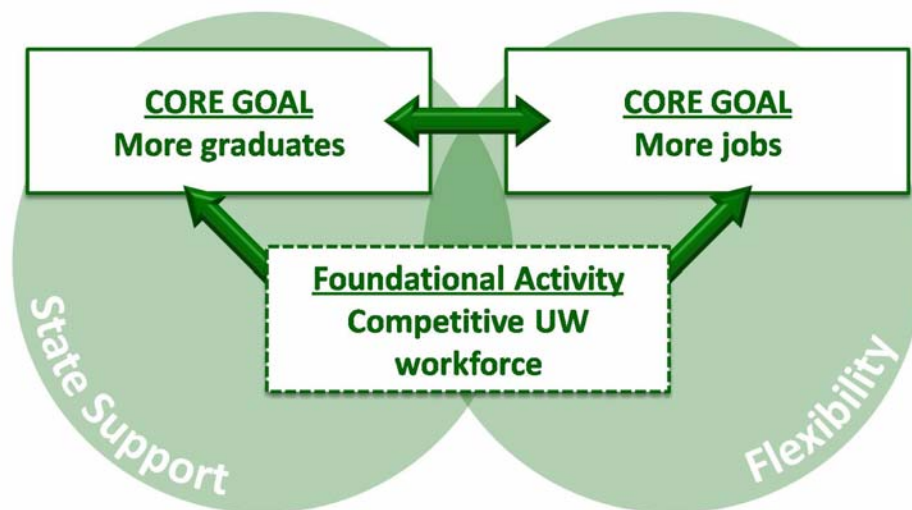 CORE GOAL
More graduates
CORE GOAL
More jobs
Foundational Activity
Competitive UW
workforce
State Support
Flexibility